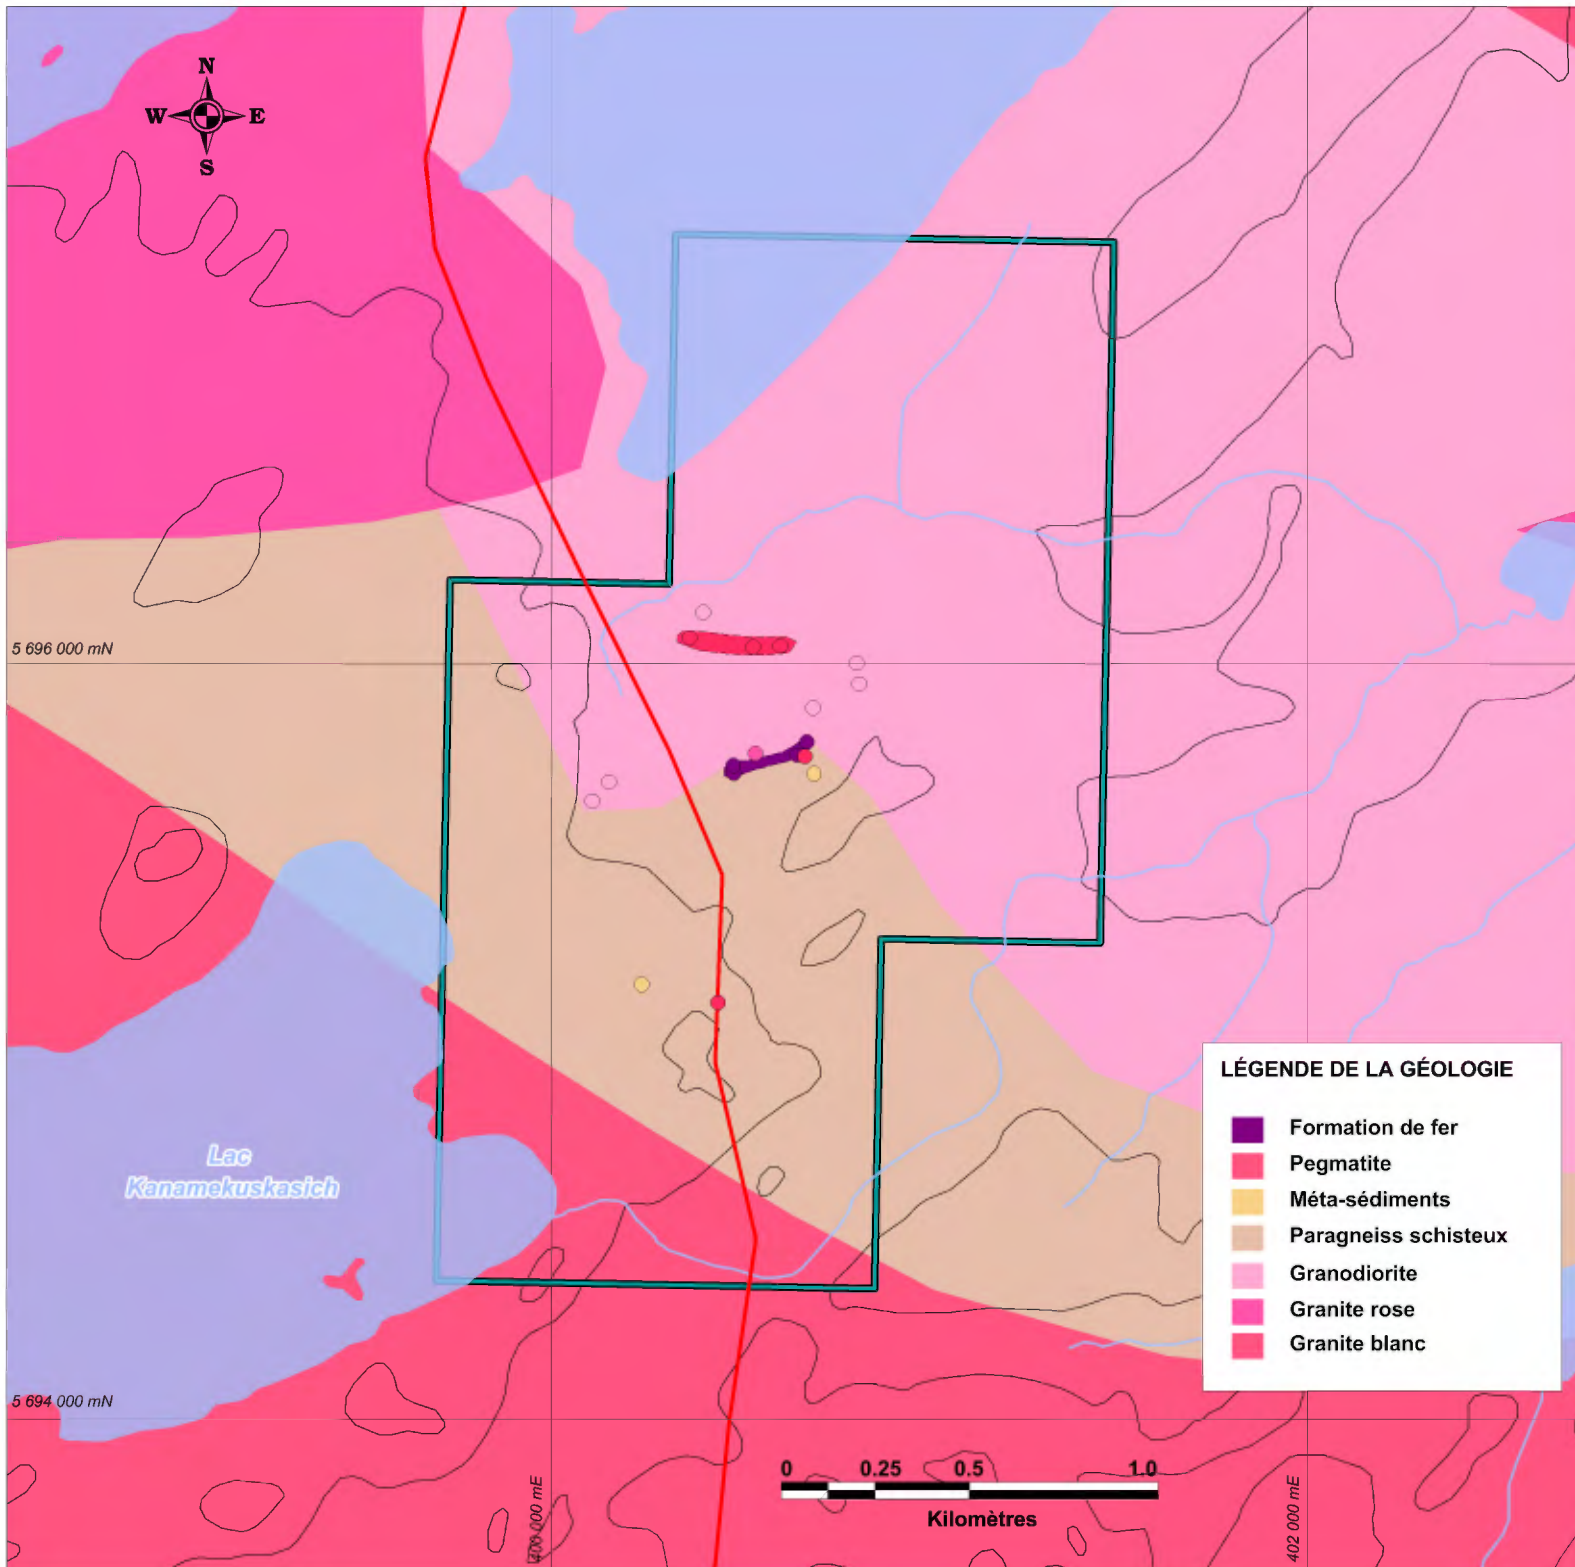 N
W E
S
5 696 000 mN
LÉGENDE DE LA GÉOLOGIE
Formation de fer
Pegmatite
Méta-sédiments
Paragneiss schisteux
Granodiorite
Granite rose
Granite blanc
Lac
Kanamekuskasich
5 694 000 mN
0 0.25 0.5 1.0
Kilomètres
400 000 mE
402 000 mE